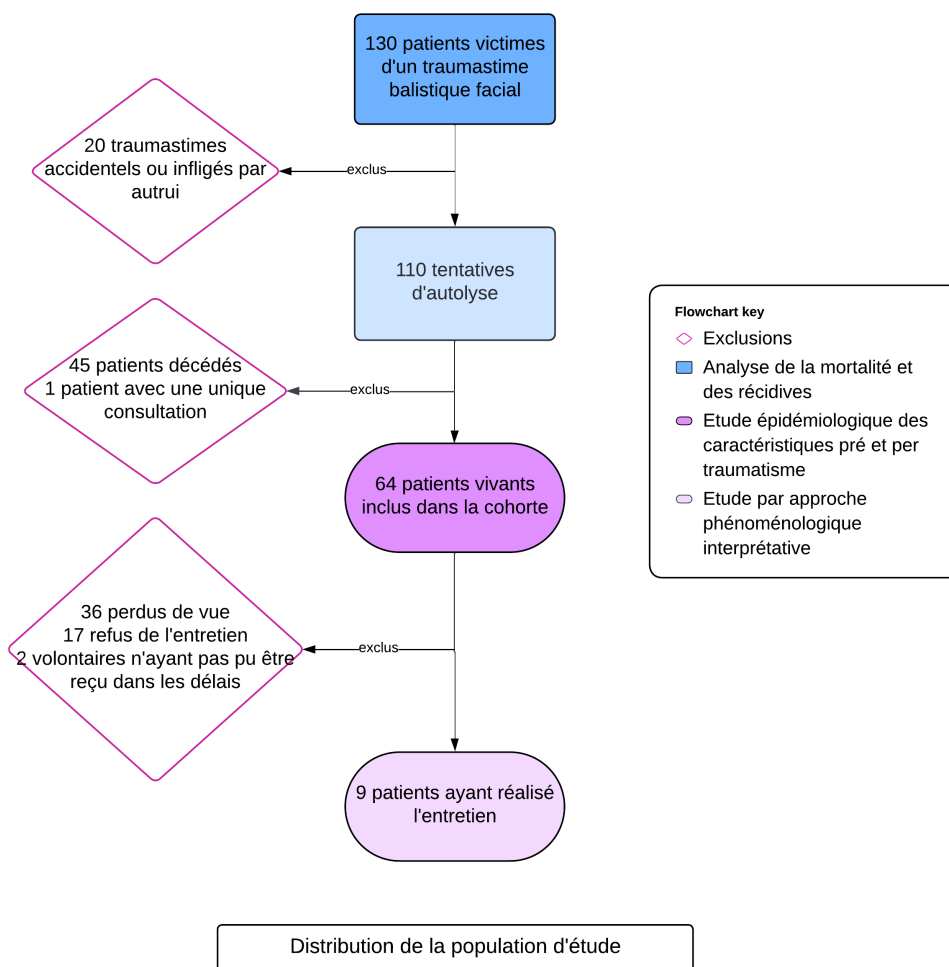 130 patients victimes
d'un traumastime
balistique facial
20 traumastimes
accidentels ou infligés par
autrui
exclus
110 tentatives
d'autolyse
45 patients décédés
1 patient avec une unique
consultation
exclus
64 patients vivants
inclus dans la cohorte
36 perdus de vue
17 refus de l'entretien
2 volontaires n'ayant pas pu être
reçu dans les délais
exclus
9 patients ayant réalisé
l'entretien
Flowchart key
Exclusions
Analyse de la mortalité et
des récidives
Etude épidémiologique des
caractéristiques pré et per
traumatisme
Etude par approche
phénoménologique
interprétative
Distribution de la population d'étude